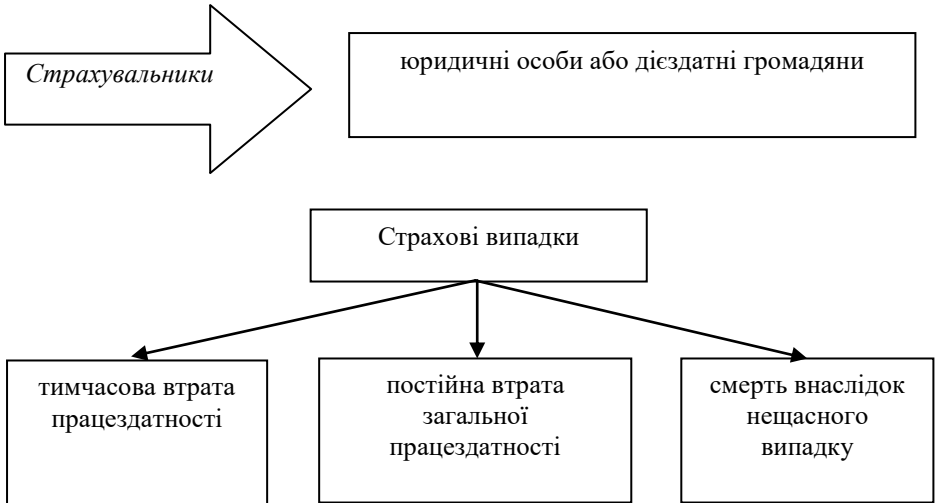 Страхувальники
юридичні особи або дієздатні громадяни
Страхові випадки
тимчасова втрата
працездатності
постійна втрата
загальної
працездатності
смерть внаслідок
нещасного
випадку